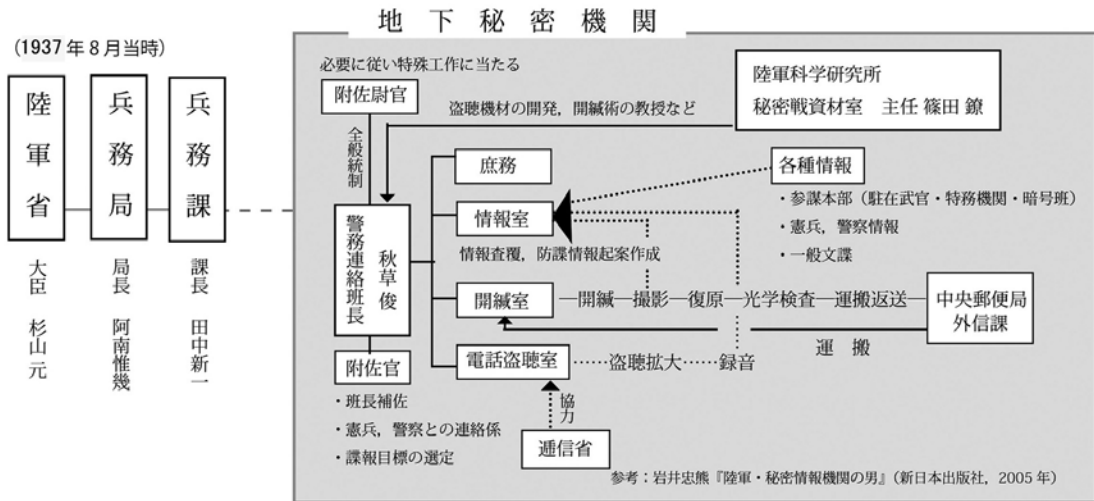 地下秘密機関
(1937年8月当時)
陸軍省
大臣 杉山 元
兵務局
局長 阿南惟幾
兵務課
課長 田中新一
必要に従い特殊工作に当たる
附佐尉官
全般統制
盗聴機材の開発，開緘術の教授など
陸軍科学研究所
秘密戦資材室 主任 篠田 鐐
警務連絡班長
秋草 俊
庶務
情報室
情報査覆，防諜情報起案作成
各種情報
・参謀本部（駐在武官・特務機関・暗号班）
・憲兵，警察情報
・一般文諜
開緘室
開緘
撮影
復原
光学検査
運搬返送
中央郵便局
外信課
運搬
電話盗聴室
盗聴拡大
録音
附佐官
・班長補佐
・憲兵，警察との連絡係
・諜報目標の選定
協力
逓信省
参考：岩井忠熊『陸軍・秘密情報機関の男』（新日本出版社，2005年）